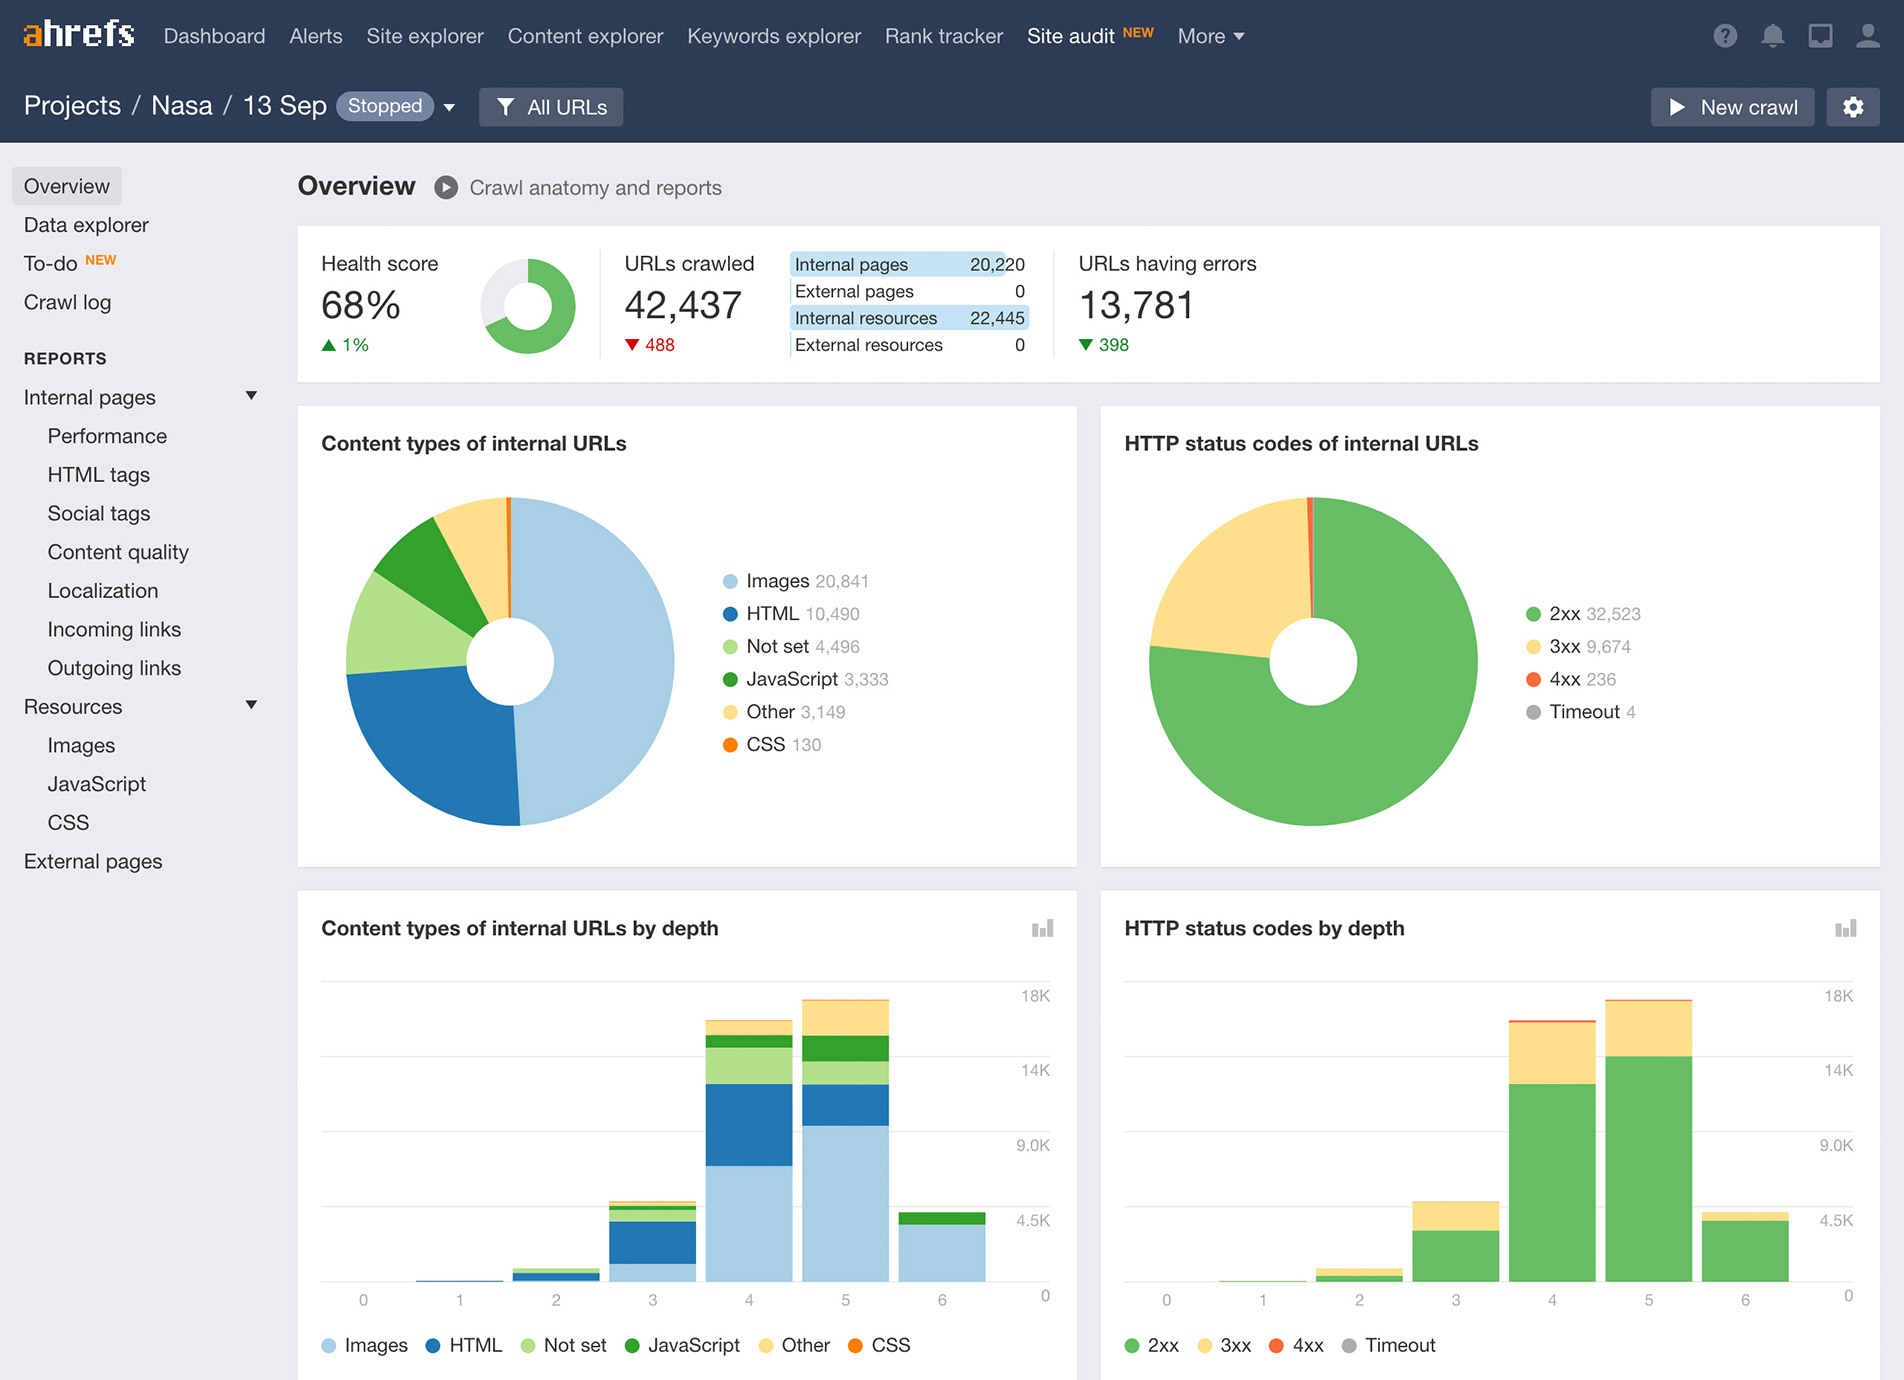 ahrefs Dashboard Alerts Site explorer Content explorer Keywords explorer Rank tracker Site audit NEW More
Projects / Nasa / 13 Sep Stopped All URLs New crawl
Overview
Data explorer
To-do NEW
Crawl log
REPORTS
Internal pages
Performance
HTML tags
Social tags
Content quality
Localization
Incoming links
Outgoing links
Resources
Images
JavaScript
CSS
External pages
Overview Crawl anatomy and reports
Health score
68%
1%
URLs crawled
42,437
488
Internal pages 20,220
External pages 0
Internal resources 22,445
External resources 0
URLs having errors
13,781
398
Content types of internal URLs
Images 20,841
HTML 10,490
Not set 4,496
JavaScript 3,333
Other 3,149
CSS 130
HTTP status codes of internal URLs
2xx 32,523
3xx 9,674
4xx 236
Timeout 4
Content types of internal URLs by depth
18K
14K
9.0K
4.5K
0
0 1 2 3 4 5 6
Images HTML Not set JavaScript Other CSS
HTTP status codes by depth
18K
14K
9.0K
4.5K
0
0 1 2 3 4 5 6
2xx 3xx 4xx Timeout